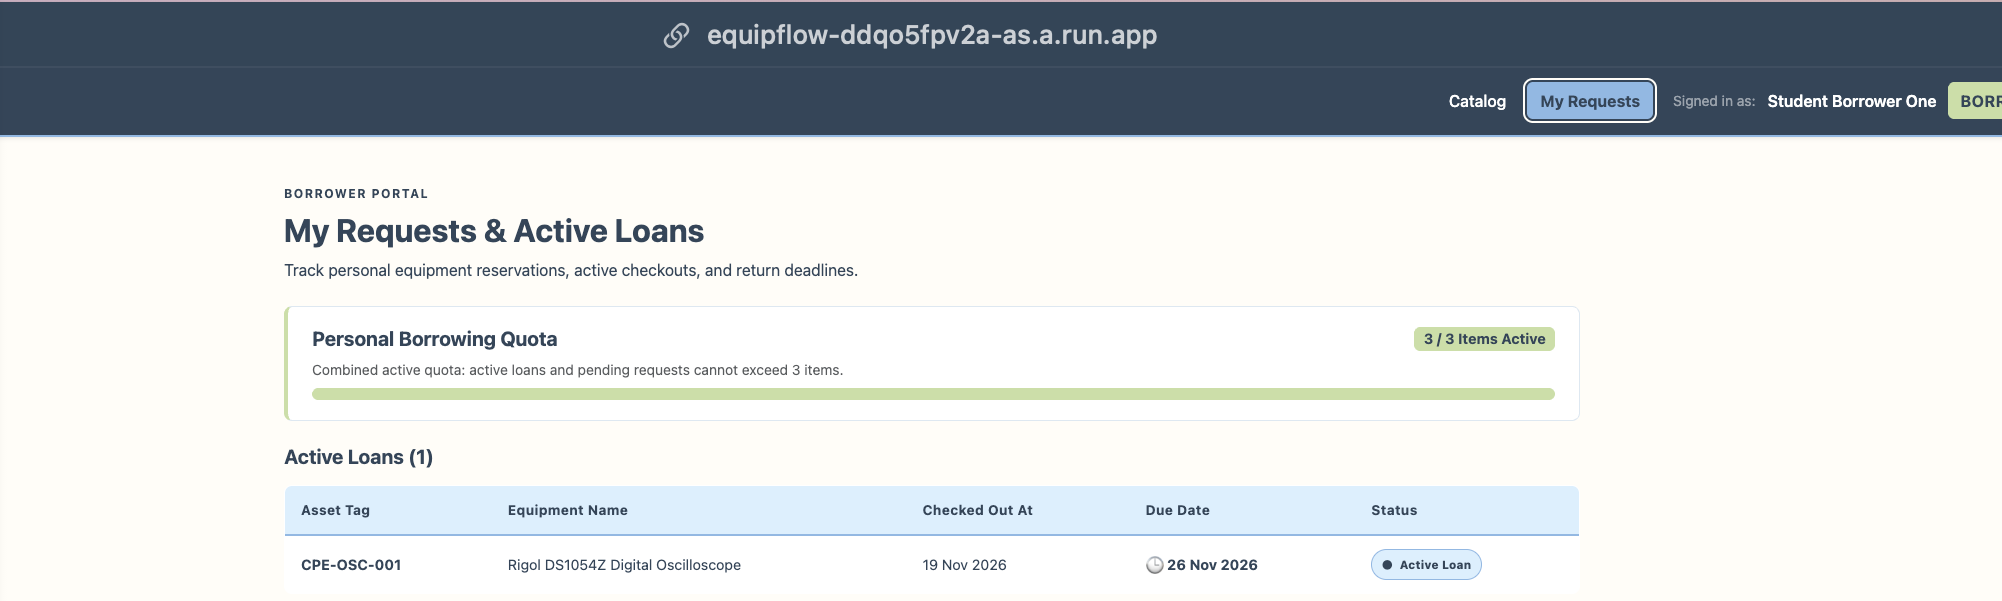 equipflow-ddqo5fpv2a-as.a.run.app
Catalog My Requests Signed in as: Student Borrower One BORR
BORROWER PORTAL
My Requests & Active Loans
Track personal equipment reservations, active checkouts, and return deadlines.
Personal Borrowing Quota 3 / 3 Items Active
Combined active quota: active loans and pending requests cannot exceed 3 items.
Active Loans (1)
Asset Tag Equipment Name Checked Out At Due Date Status
CPE-OSC-001 Rigol DS1054Z Digital Oscilloscope 19 Nov 2026 26 Nov 2026 Active Loan